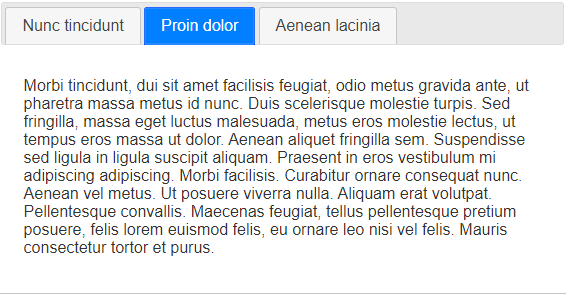 Nunc tincidunt Proin dolor Aenean lacinia
Morbi tincidunt, dui sit amet facilisis feugiat, odio metus gravida ante, ut
pharetra massa metus id nunc. Duis scelerisque molestie turpis. Sed
fringilla, massa eget luctus malesuada, metus eros molestie lectus, ut
tempus eros massa ut dolor. Aenean aliquet fringilla sem. Suspendisse
sed ligula in ligula suscipit aliquam. Praesent in eros vestibulum mi
adipiscing adipiscing. Morbi facilisis. Curabitur ornare consequat nunc.
Aenean vel metus. Ut posuere viverra nulla. Aliquam erat volutpat.
Pellentesque convallis. Maecenas feugiat, tellus pellentesque pretium
posuere, felis lorem euismod felis, eu ornare leo nisi vel felis. Mauris
consectetur tortor et purus.